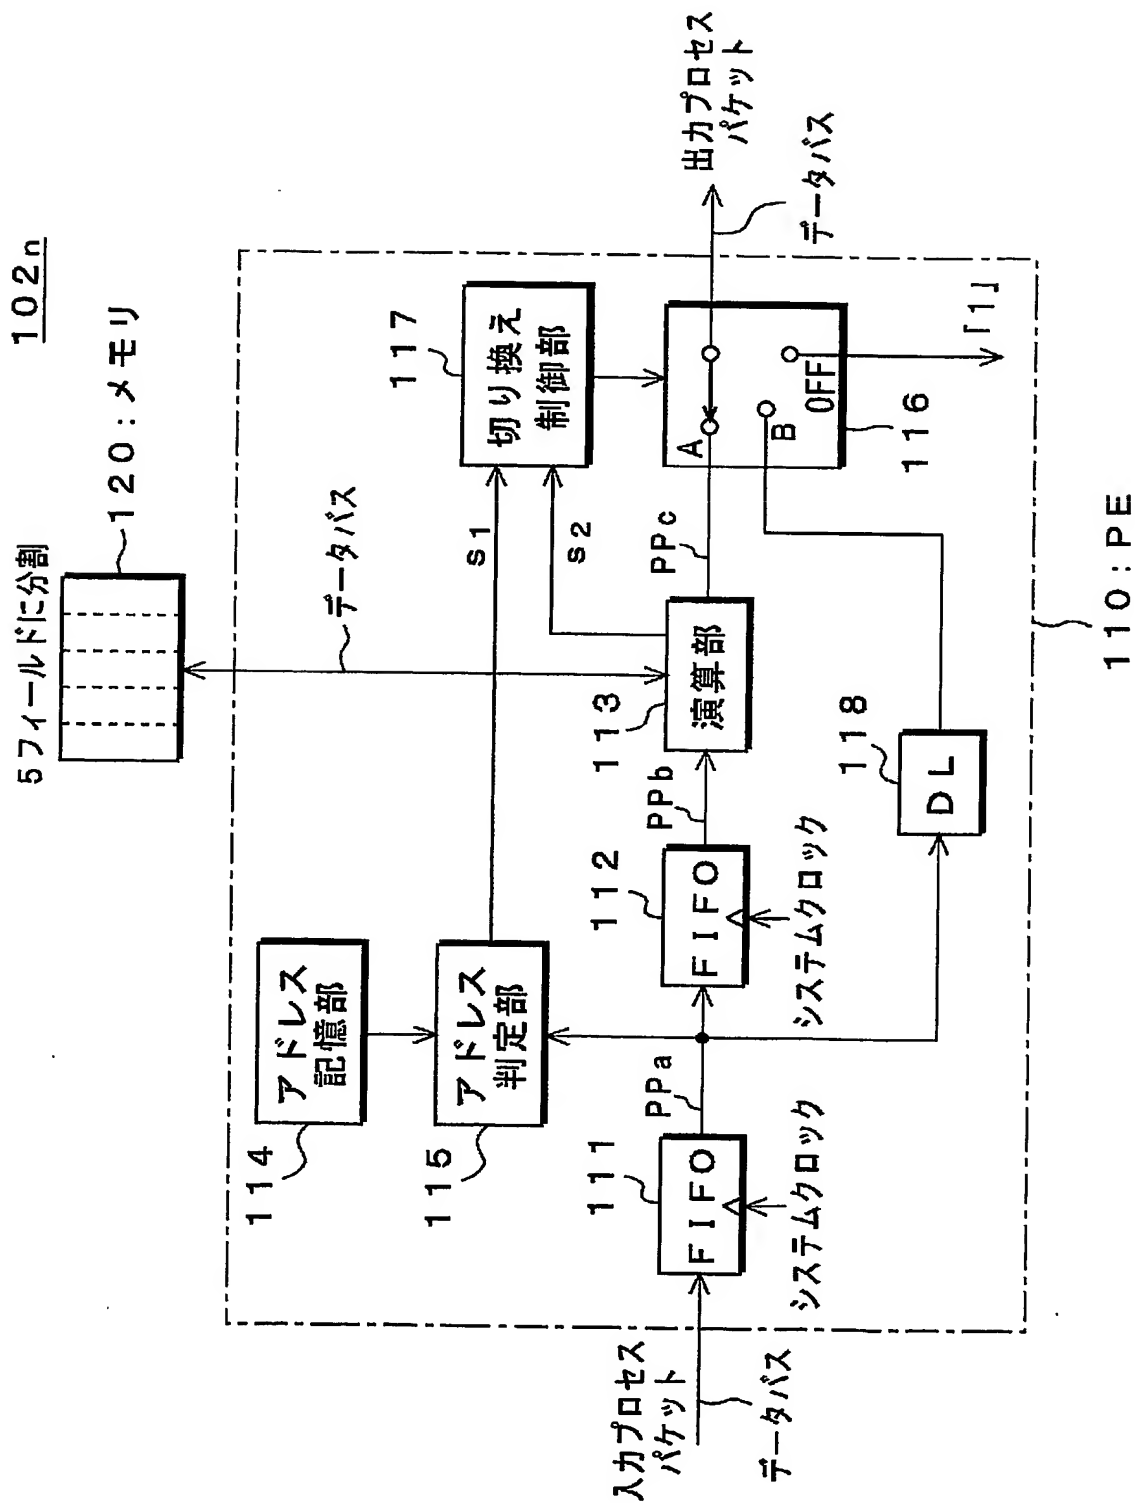 102n
5フィールドに分割
120:メモリ
データバス
114
アドレス
記憶部
115
アドレス
判定部
s1
s2
117
切り換え
制御部
入力プロセス
パケット
データバス
111
FIFO
システムクロック
PPa
112
FIFO
システムクロック
PPb
113
演算部
PPc
A
B
OFF
116
「1」
出力プロセス
パケット
データバス
118
DL
110:PE